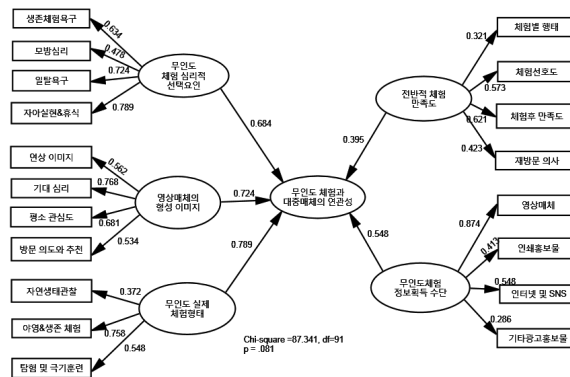 생존체험욕구
모방심리
일탈욕구
자아실현&휴식
0.634
0.478
0.724
0.789
무인도
체험 심리적
선택요인
0.684
연상 이미지
기대 심리
평소 관심도
방문 의도와 추천
0.562
0.768
0.681
0.534
영상매체의
형성 이미지
0.724
자연생태관찰
야영&생존 체험
탐험 및 극기훈련
0.372
0.758
0.548
무인도 실제
체험형태
0.789
무인도 체험과
대중매체의 연관성
전반적 체험
만족도
0.395
0.321
0.573
0.621
0.423
체험별 행태
체험선호도
체험후 만족도
재방문 의사
무인도체험
정보획득 수단
0.548
0.874
0.413
0.548
0.286
영상매체
인쇄홍보물
인터넷 및 SNS
기타광고홍보물
Chi-square =87.341, df=91
p = .081